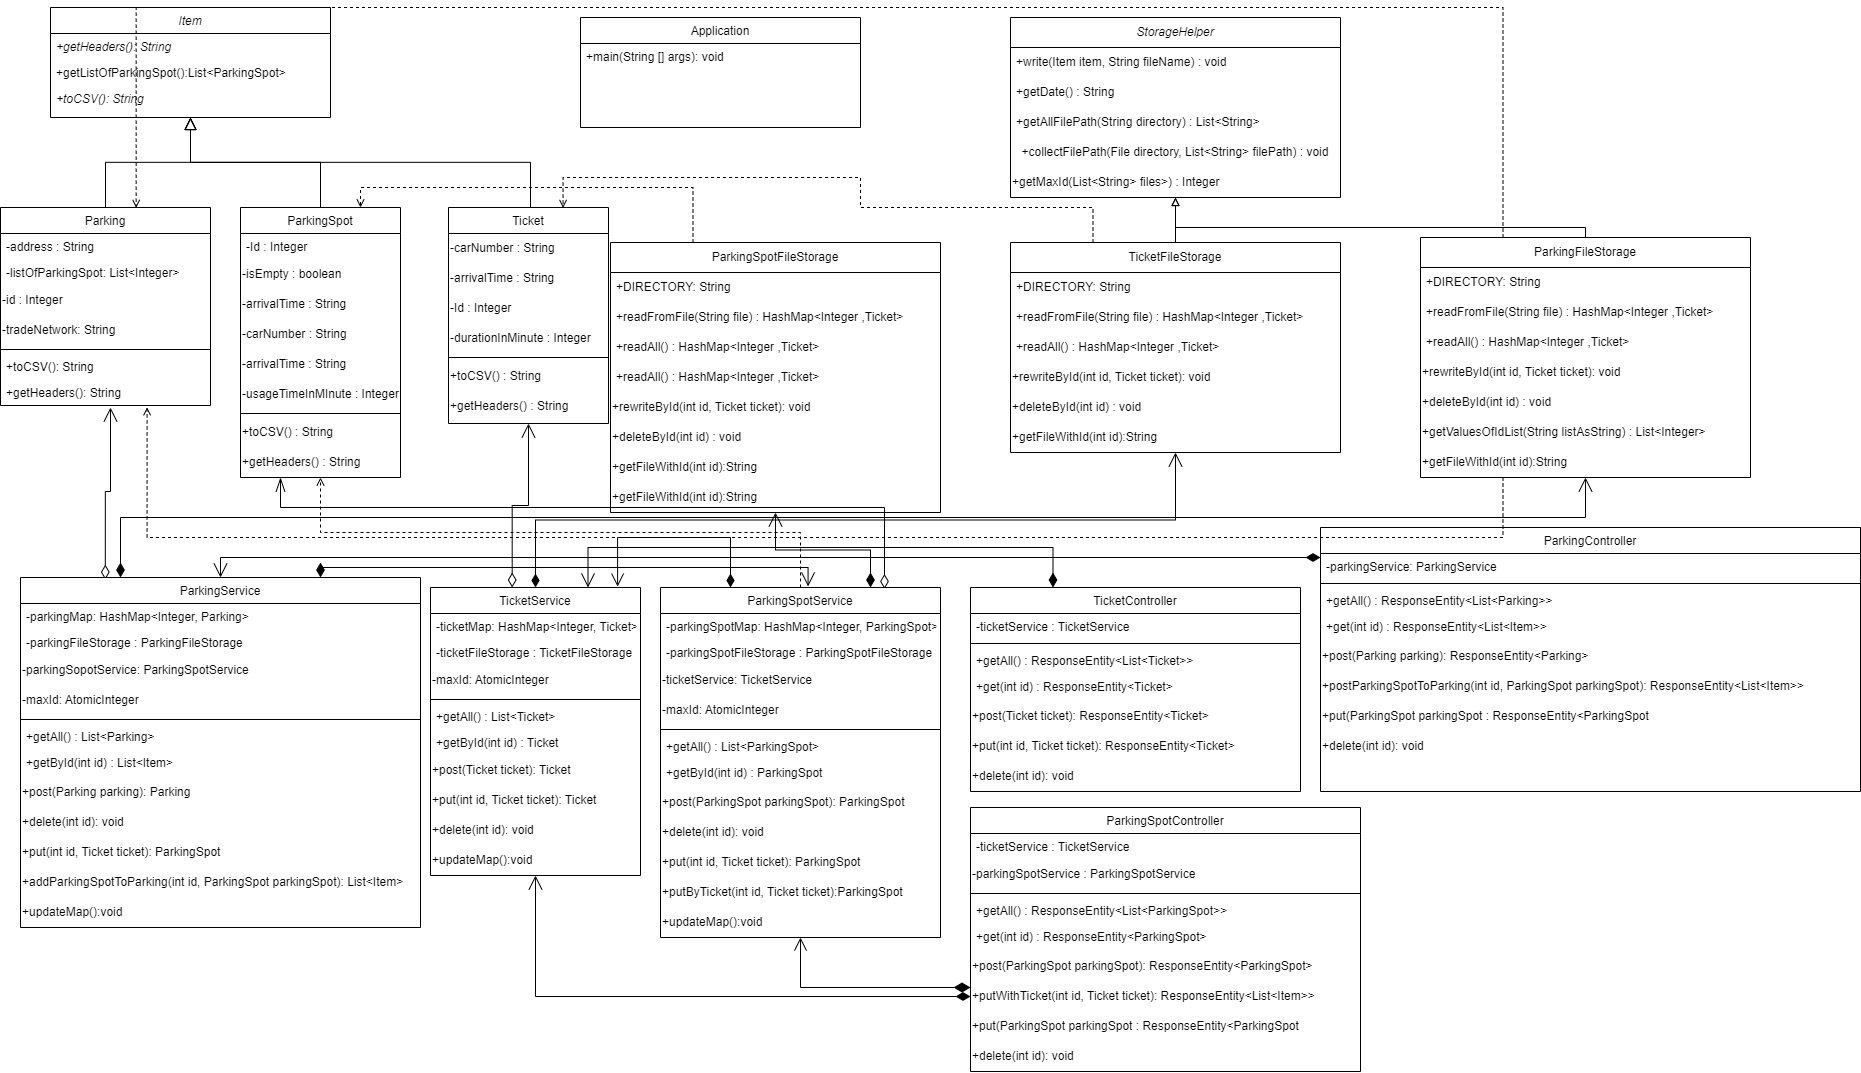 Item
+getHeaders(): String
+getListOfParkingSpot():List<ParkingSpot>
+toCSV(): String
Application
+main(String [] args): void
StorageHelper
+write(Item item, String fileName) : void
+getDate() : String
+getAllFilePath(String directory) : List<String>
+collectFilePath(File directory, List<String> filePath) : void
+getMaxId(List<String> files>) : Integer
Parking
-address : String
-listOfParkingSpot: List<Integer>
-id : Integer
-tradeNetwork: String
+toCSV(): String
+getHeaders(): String
ParkingSpot
-Id : Integer
-isEmpty : boolean
-arrivalTime : String
-carNumber : String
-arrivalTime : String
-usageTimeInMInute : Integer
+toCSV() : String
+getHeaders() : String
Ticket
-carNumber : String
-arrivalTime : String
-Id : Integer
-durationInMinute : Integer
+toCSV() : String
+getHeaders() : String
ParkingSpotFileStorage
+DIRECTORY: String
+readFromFile(String file) : HashMap<Integer ,Ticket>
+readAll() : HashMap<Integer ,Ticket>
+readAll() : HashMap<Integer ,Ticket>
+rewriteById(int id, Ticket ticket): void
+deleteById(int id) : void
+getFileWithId(int id):String
+getFileWithId(int id):String
TicketFileStorage
+DIRECTORY: String
+readFromFile(String file) : HashMap<Integer ,Ticket>
+readAll() : HashMap<Integer ,Ticket>
+rewriteById(int id, Ticket ticket): void
+deleteById(int id) : void
+getFileWithId(int id):String
ParkingFileStorage
+DIRECTORY: String
+readFromFile(String file) : HashMap<Integer ,Ticket>
+readAll() : HashMap<Integer ,Ticket>
+rewriteById(int id, Ticket ticket): void
+deleteById(int id) : void
+getValuesOfIdList(String listAsString) : List<Integer>
+getFileWithId(int id):String
ParkingService
-parkingMap: HashMap<Integer, Parking>
-parkingFileStorage : ParkingFileStorage
-parkingSopotService: ParkingSpotService
-maxId: AtomicInteger
+getAll() : List<Parking>
+getById(int id) : List<Item>
+post(Parking parking): Parking
+delete(int id): void
+put(int id, Ticket ticket): ParkingSpot
+addParkingSpotToParking(int id, ParkingSpot parkingSpot): List<Item>
+updateMap():void
TicketService
-ticketMap: HashMap<Integer, Ticket>
-ticketFileStorage : TicketFileStorage
-maxId: AtomicInteger
+getAll() : List<Ticket>
+getById(int id) : Ticket
+post(Ticket ticket): Ticket
+put(int id, Ticket ticket): Ticket
+delete(int id): void
+updateMap():void
ParkingSpotService
-parkingSpotMap: HashMap<Integer, ParkingSpot>
-parkingSpotFileStorage : ParkingSpotFileStorage
-ticketService: TicketService
-maxId: AtomicInteger
+getAll() : List<ParkingSpot>
+getById(int id) : ParkingSpot
+post(ParkingSpot parkingSpot): ParkingSpot
+delete(int id): void
+put(int id, Ticket ticket): ParkingSpot
+putByTicket(int id, Ticket ticket):ParkingSpot
+updateMap():void
TicketController
-ticketService : TicketService
+getAll() : ResponseEntity<List<Ticket>>
+get(int id) : ResponseEntity<Ticket>
+post(Ticket ticket): ResponseEntity<Ticket>
+put(int id, Ticket ticket): ResponseEntity<Ticket>
+delete(int id): void
ParkingController
-parkingService: ParkingService
+getAll() : ResponseEntity<List<Parking>>
+get(int id) : ResponseEntity<List<Item>>
+post(Parking parking): ResponseEntity<Parking>
+postParkingSpotToParking(int id, ParkingSpot parkingSpot): ResponseEntity<List<Item>>
+put(ParkingSpot parkingSpot : ResponseEntity<ParkingSpot
+delete(int id): void
ParkingSpotController
-ticketService : TicketService
-parkingSpotService : ParkingSpotService
+getAll() : ResponseEntity<List<ParkingSpot>>
+get(int id) : ResponseEntity<ParkingSpot>
+post(ParkingSpot parkingSpot): ResponseEntity<ParkingSpot>
+putWithTicket(int id, Ticket ticket): ResponseEntity<List<Item>>
+put(ParkingSpot parkingSpot : ResponseEntity<ParkingSpot
+delete(int id): void